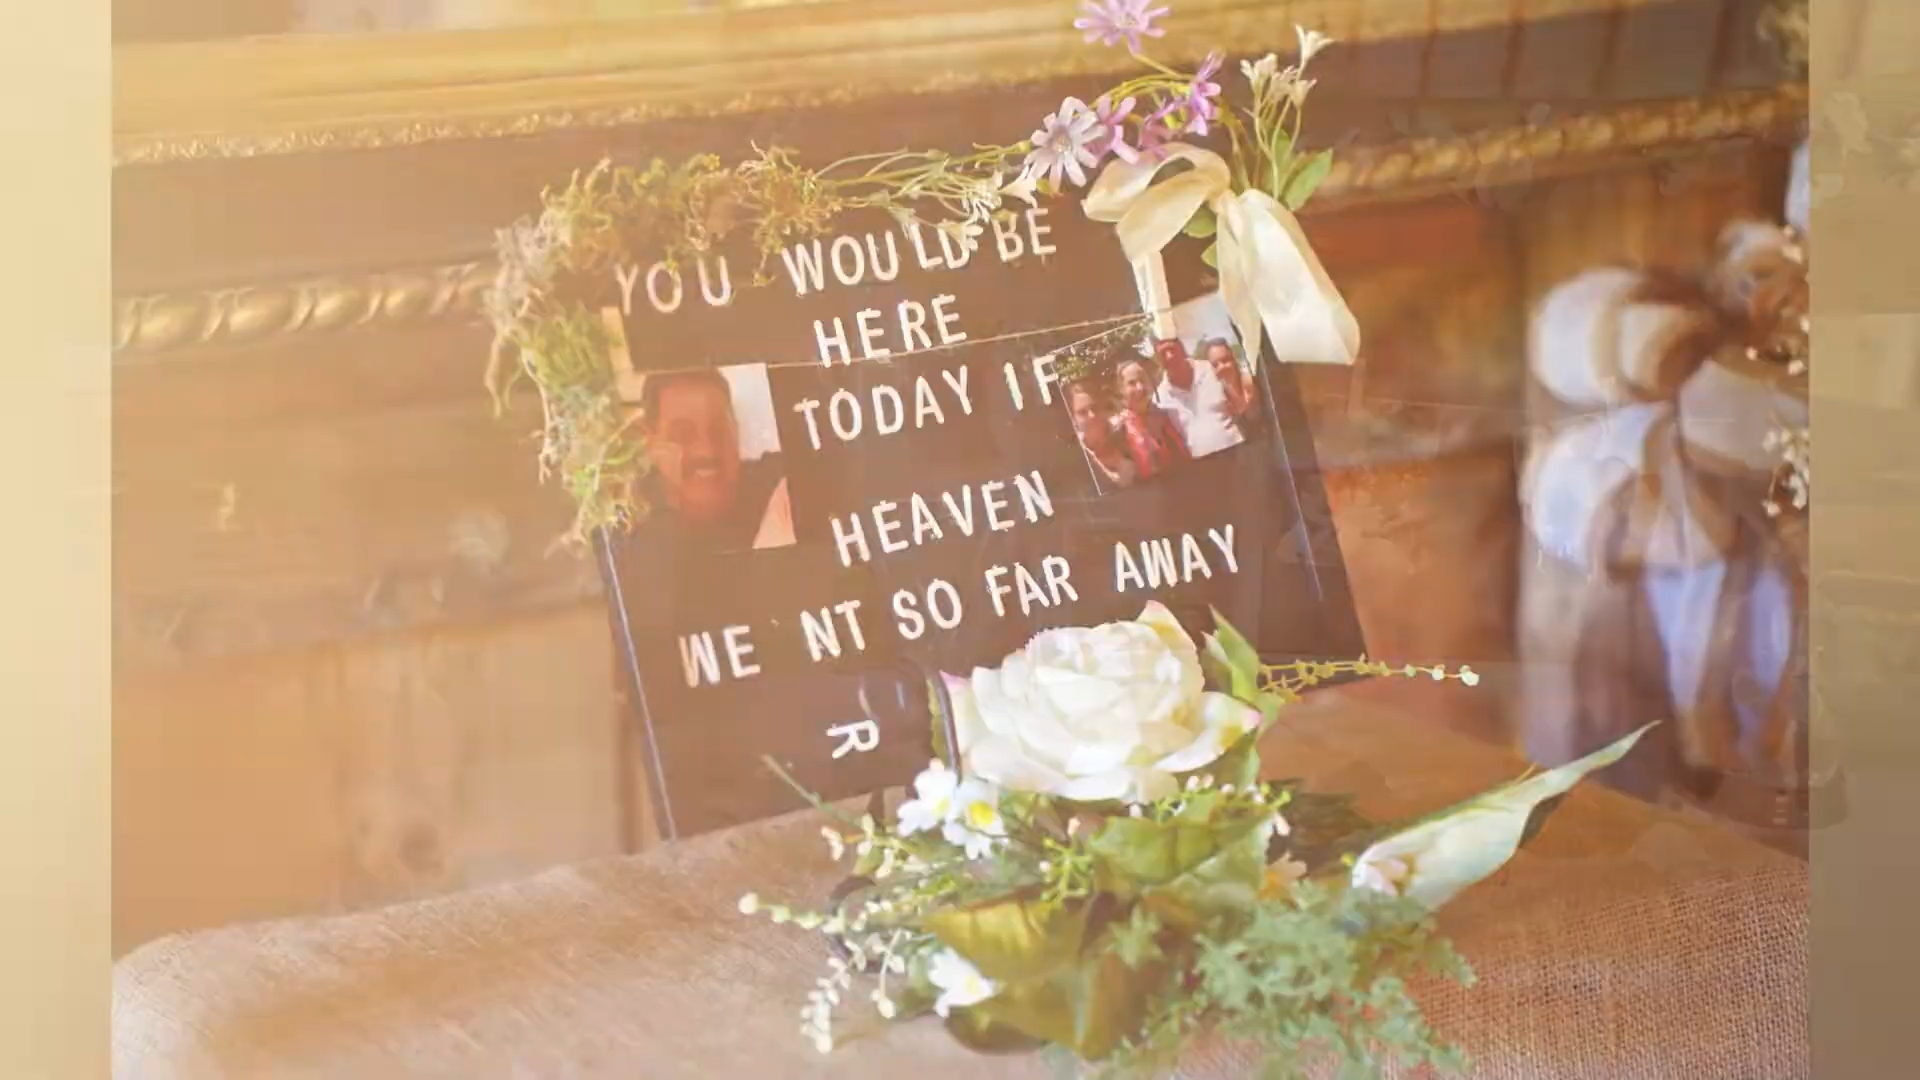 YOU WOULD BE
HERE
TODAY IF
HEAVEN
WE NT SO FAR AWAY
R